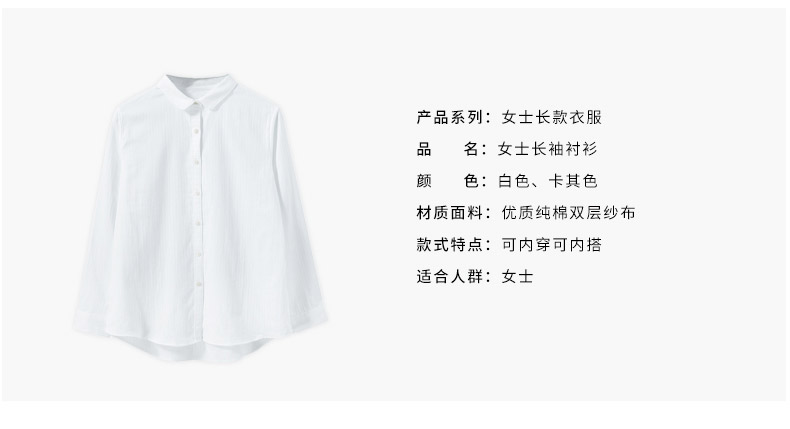 产品系列：女士长款衣服
品　　名：女士长袖衬衫
颜　　色：白色、卡其色
材质面料：优质纯棉双层纱布
款式特点：可内穿可内搭
适合人群：女士